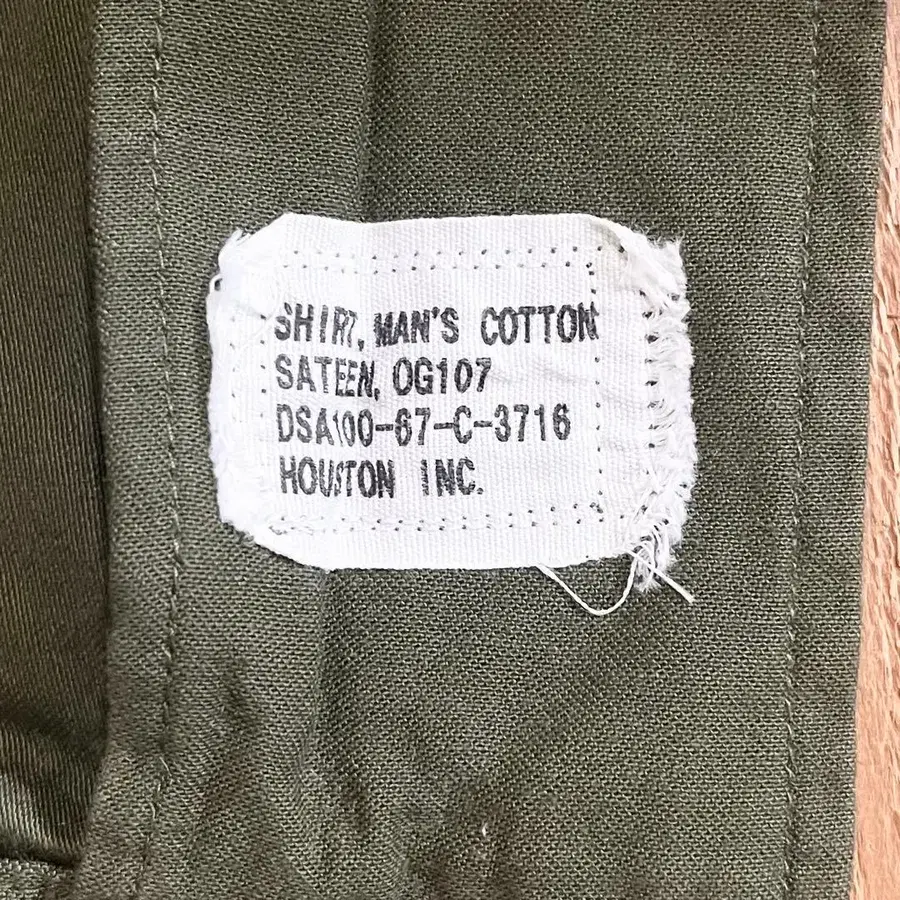 SHIRT, MAN'S COTTON
SATEEN, OG107
DSA100-67-C-3716
HOUSTON INC.